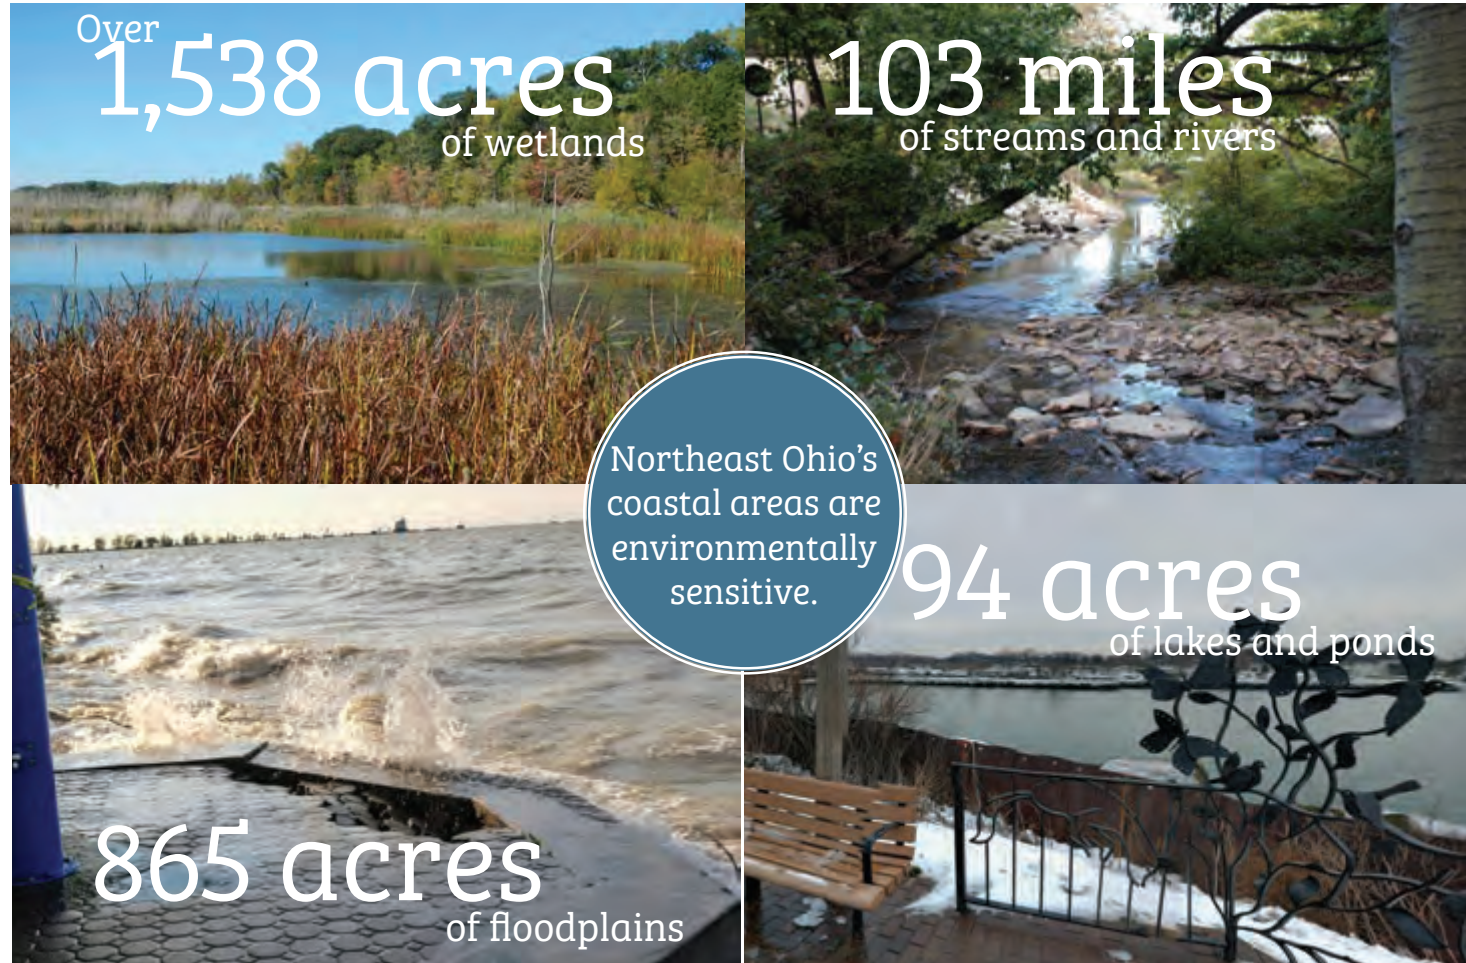 Over
1,538 acres
of wetlands
103 miles
of streams and rivers
Northeast Ohio’s
coastal areas are
environmentally
sensitive.
94 acres
of lakes and ponds
865 acres
of floodplains